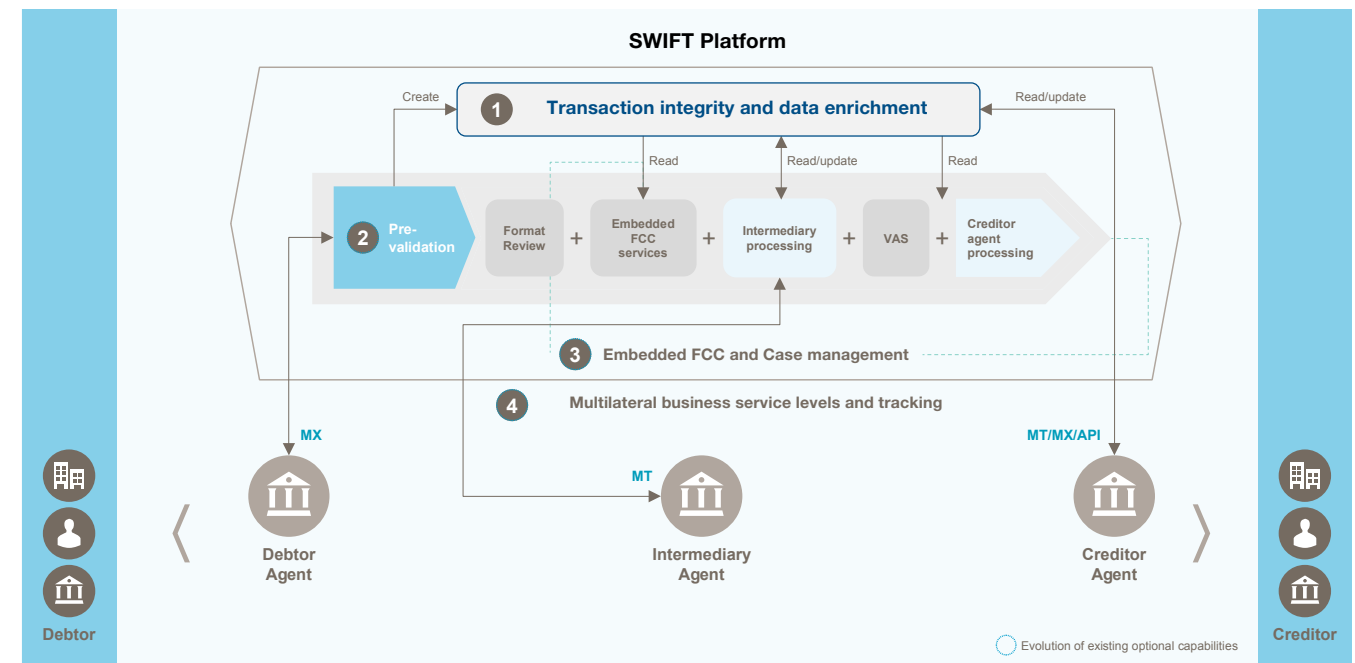 SWIFT Platform
Create
1
Transaction integrity and data enrichment
Read/update
Read
Read/update
Read
2
Pre-
validation
Format
Review
+
Embedded
FCC
services
+
Intermediary
processing
+
VAS
+
Creditor
agent
processing
3
Embedded FCC and Case management
4
Multilateral business service levels and tracking
MX
MT
MT/MX/API
Debtor
Agent
Intermediary
Agent
Creditor
Agent
Debtor
Creditor
Evolution of existing optional capabilities